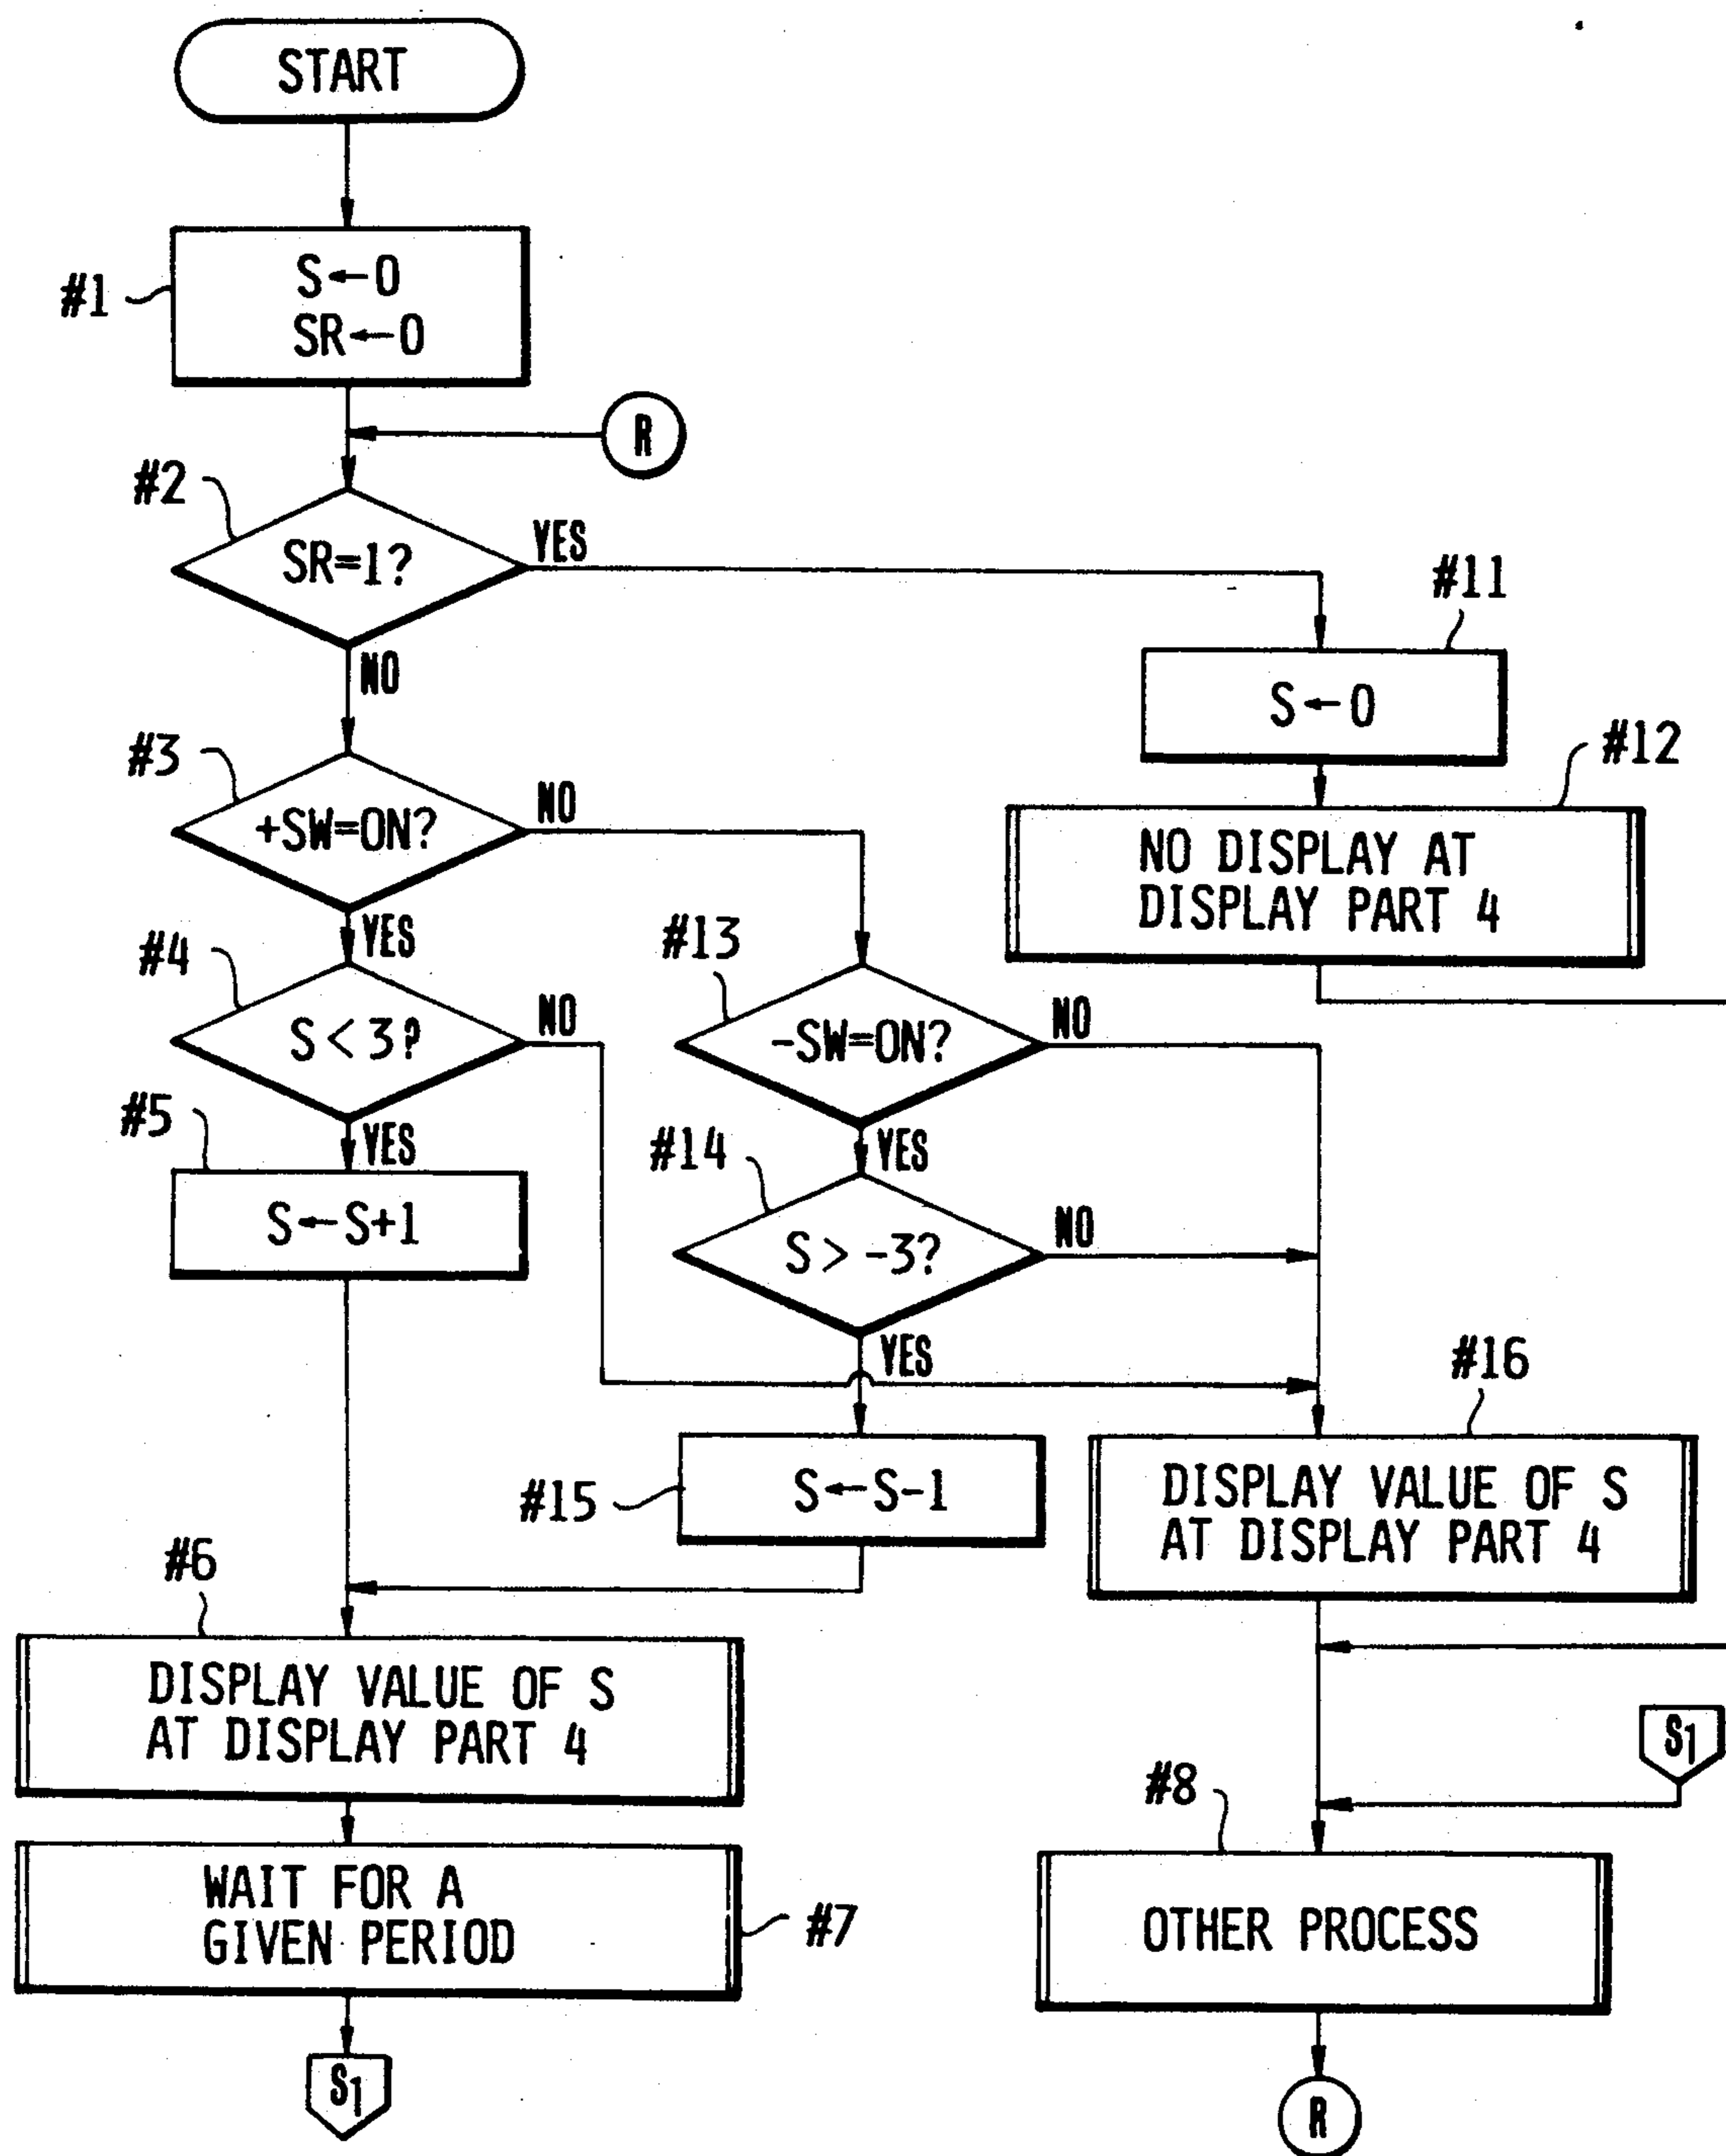 START
#1
S←0
SR←0
R
#2
SR=1?
YES
NO
#11
S←0
#3
+SW=ON?
NO
YES
#12
NO DISPLAY AT
DISPLAY PART 4
#4
S<3?
NO
YES
#13
-SW=ON?
NO
YES
#5
S←S+1
#14
S>-3?
NO
YES
#15
S←S-1
#16
DISPLAY VALUE OF S
AT DISPLAY PART 4
#6
DISPLAY VALUE OF S
AT DISPLAY PART 4
S1
#7
WAIT FOR A
GIVEN PERIOD
#8
OTHER PROCESS
S1
R